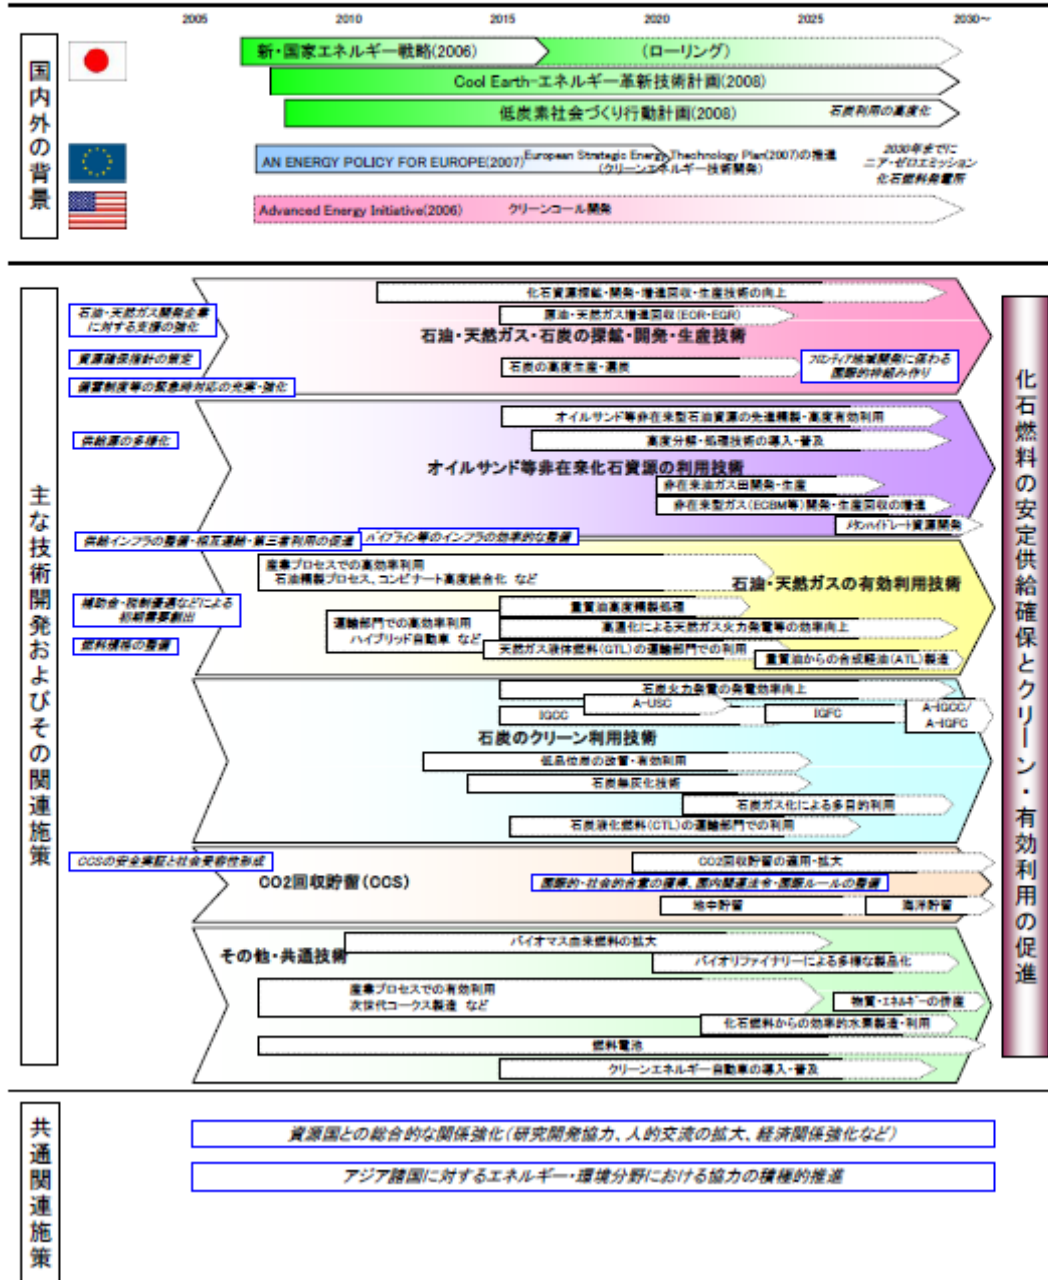 2005 2010 2015 2020 2025 2030～
国内外の背景
新・国家エネルギー戦略(2006) (ローリング)
Cool Earth-エネルギー革新技術計画(2008)
低炭素社会づくり行動計画(2008) 石炭利用の高度化
AN ENERGY POLICY FOR EUROPE(2007)
European Strategic Energy Thechnology Plan(2007)の推進
(クリーンエネルギー技術開発)
2030年までに
ニア・ゼロエミッション
化石燃料発電所
Advanced Energy Initiative(2006) クリーンコール開発
主な技術開発およびその関連施策
化石燃料の安定供給確保とクリーン・有効利用の促進
化石資源探鉱・開発・増進回収・生産技術の向上
石油・天然ガス開発企業
に対する支援の強化
原油・天然ガス増進回収(EOR・EGR)
石油・天然ガス・石炭の探鉱・開発・生産技術
資源確保指針の策定
石炭の高度生産・選炭
フロンティア地域開発に係わる
国際的枠組み作り
備蓄制度等の緊急時対応の充実・強化
オイルサンド等非在来型石油資源の先進精製・高度有効利用
供給源の多様化
高度分解・処理技術の導入・普及
オイルサンド等非在来化石資源の利用技術
非在来油ガス田開発・生産
非在来型ガス(ECBM等)開発・生産回収の増進
メタンハイドレート資源開発
供給インフラの整備・相互連結・第三者利用の促進
パイプライン等のインフラの効率的な整備
産業プロセスでの高効率利用
石油精製プロセス、コンビナート高度統合化 など
石油・天然ガスの有効利用技術
補助金・税制優遇などによる
初期需要創出
重質油高度精製処理
運輸部門での高効率利用
ハイブリッド自動車 など
高温化による天然ガス火力発電等の効率向上
燃料規格の整備
天然ガス液体燃料(GTL)の運輸部門での利用
重質油からの合成軽油(ATL)製造
石炭火力発電の発電効率向上
A-USC
IGCC
IGFC
A-IGCC/
A-IGFC
石炭のクリーン利用技術
低品位炭の改質・有効利用
石炭無灰化技術
石炭ガス化による多目的利用
石炭液化燃料(CTL)の運輸部門での利用
CCSの安全実証と社会受容性形成
CO2回収貯留の適用・拡大
CO2回収貯留(CCS)
国際的・社会的合意の獲得、国内関連法令・国際ルールの整備
地中貯留
海洋貯留
バイオマス由来燃料の拡大
その他・共通技術
バイオリファイナリーによる多様な製品化
産業プロセスでの有効利用
次世代コークス製造 など
物質・エネルギーの併産
化石燃料からの効率的水素製造・利用
燃料電池
クリーンエネルギー自動車の導入・普及
共通関連施策
資源国との総合的な関係強化(研究開発協力、人的交流の拡大、経済関係強化など)
アジア諸国に対するエネルギー・環境分野における協力の積極的推進